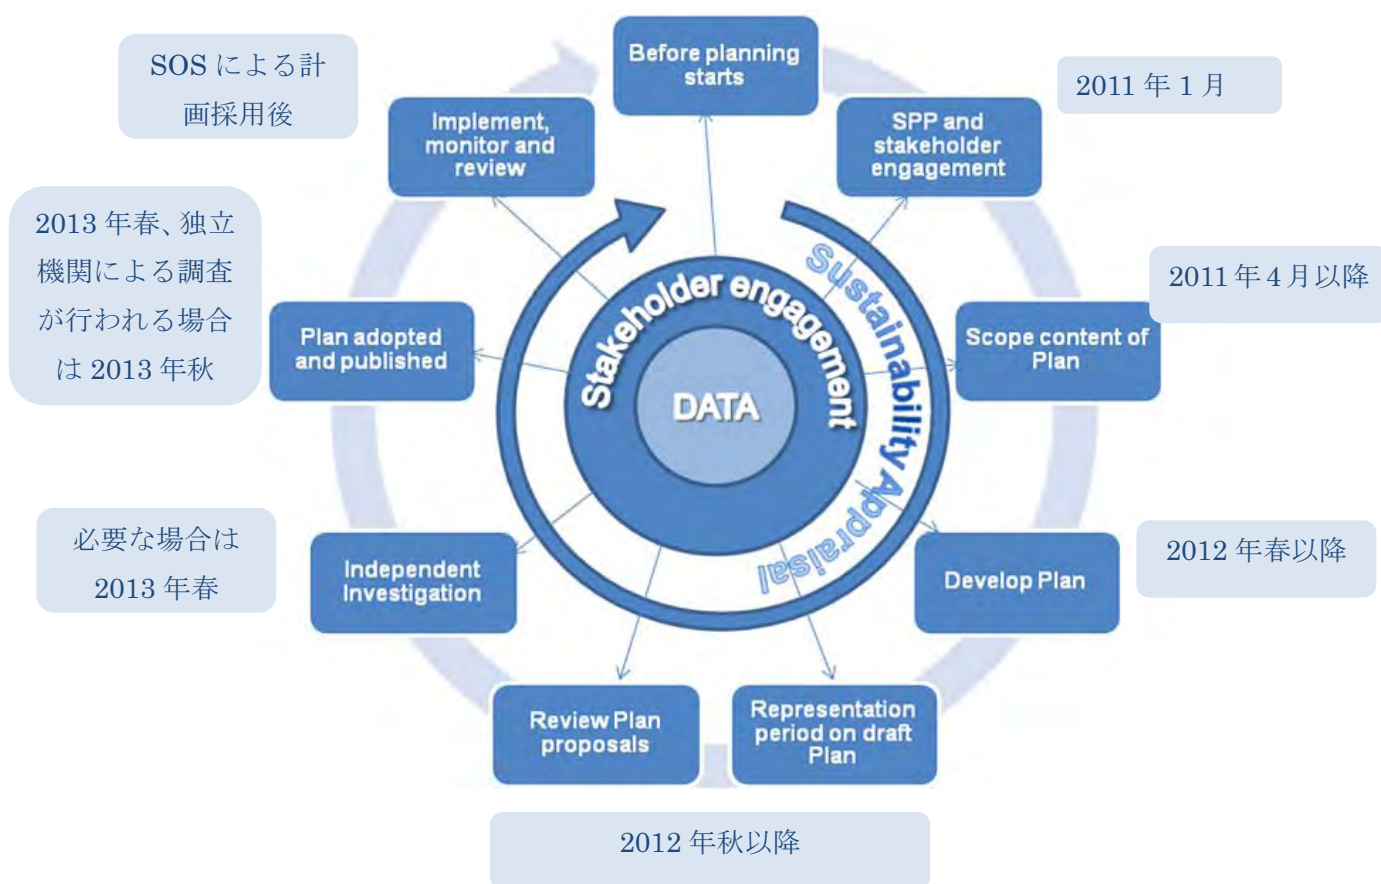 Before planning
starts
SOS による計
画採用後
2011 年 1 月
Implement,
monitor and
review
SPP and
stakeholder
engagement
2013 年春、独立
機関による調査
が行われる場合
は 2013 年秋
2011 年 4 月以降
Plan adopted
and published
Scope content of
Plan
Stakeholder engagement
DATA
Sustainability Appraisal
必要な場合は
2013 年春
2012 年春以降
Independent
Investigation
Develop Plan
Review Plan
proposals
Representation
period on draft
Plan
2012 年秋以降